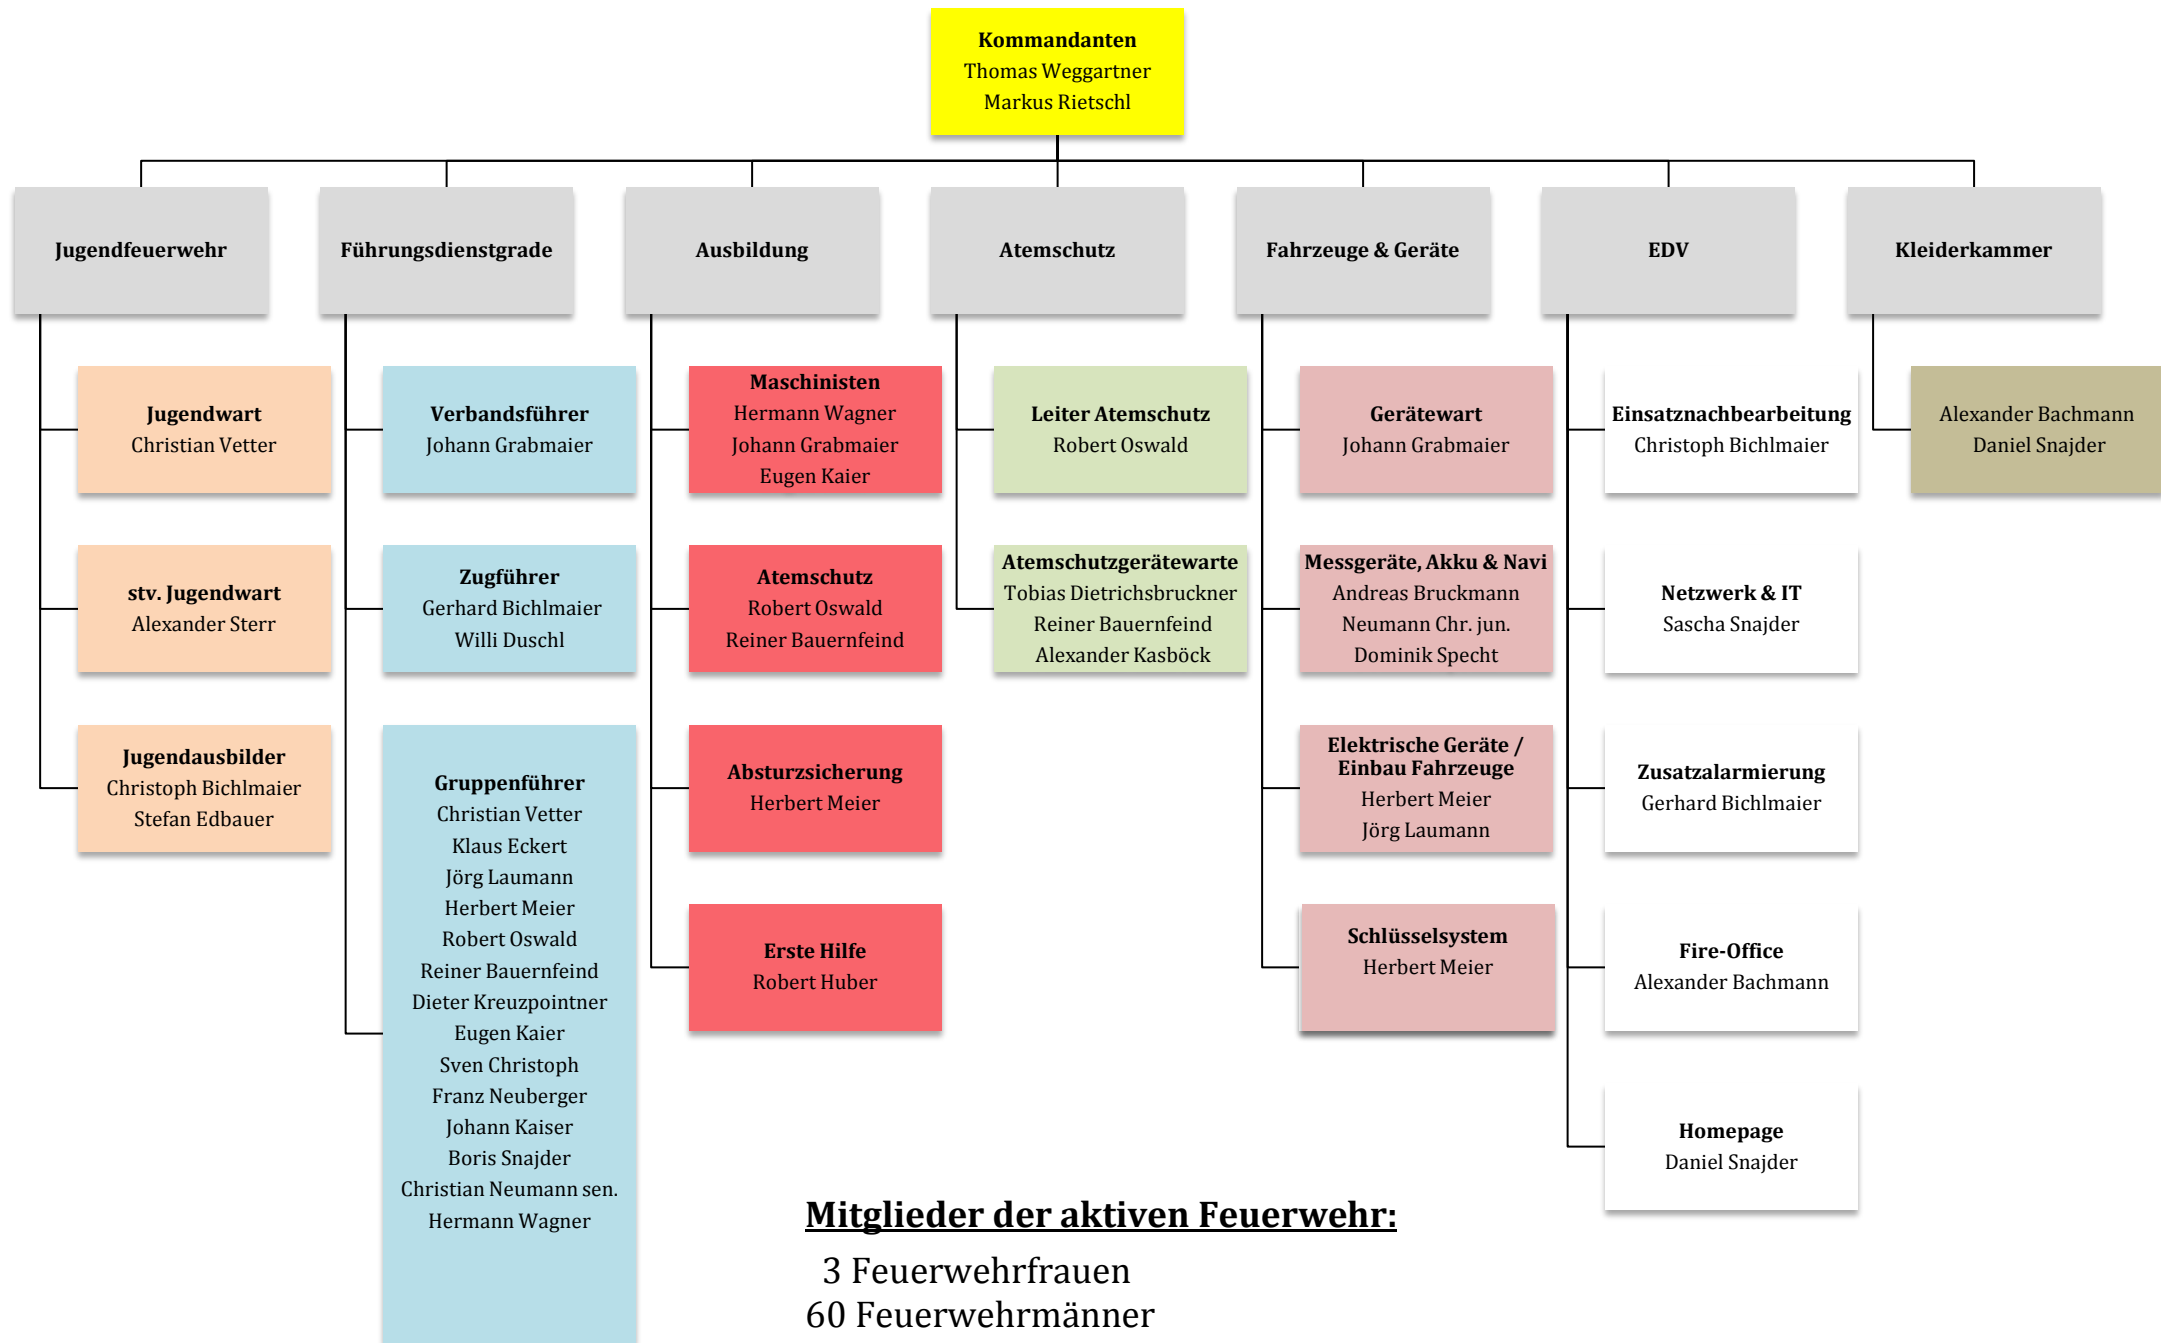 Kommandanten
Thomas Weggartner
Markus Rietschl
Jugendfeuerwehr
Führungsdienstgrade
Ausbildung
Atemschutz
Fahrzeuge & Geräte
EDV
Kleiderkammer
Jugendwart
Christian Vetter
stv. Jugendwart
Alexander Sterr
Jugendausbilder
Christoph Bichlmaier
Stefan Edbauer
Verbandsführer
Johann Grabmaier
Zugführer
Gerhard Bichlmaier
Willi Duschl
Gruppenführer
Christian Vetter
Klaus Eckert
Jörg Laumann
Herbert Meier
Robert Oswald
Reiner Bauernfeind
Dieter Kreuzpointner
Eugen Kaier
Sven Christoph
Franz Neuberger
Johann Kaiser
Boris Snajder
Christian Neumann sen.
Hermann Wagner
Maschinisten
Hermann Wagner
Johann Grabmaier
Eugen Kaier
Atemschutz
Robert Oswald
Reiner Bauernfeind
Absturzsicherung
Herbert Meier
Erste Hilfe
Robert Huber
Leiter Atemschutz
Robert Oswald
Atemschutzgerätewarte
Tobias Dietrichsbruckner
Reiner Bauernfeind
Alexander Kasböck
Gerätewart
Johann Grabmaier
Messgeräte, Akku & Navi
Andreas Bruckmann
Neumann Chr. jun.
Dominik Specht
Elektrische Geräte /
Einbau Fahrzeuge
Herbert Meier
Jörg Laumann
Schlüsselsystem
Herbert Meier
Einsatznachbearbeitung
Christoph Bichlmaier
Netzwerk & IT
Sascha Snajder
Zusatzalarmierung
Gerhard Bichlmaier
Fire-Office
Alexander Bachmann
Homepage
Daniel Snajder
Alexander Bachmann
Daniel Snajder
Mitglieder der aktiven Feuerwehr:
3 Feuerwehrfrauen
60 Feuerwehrmänner